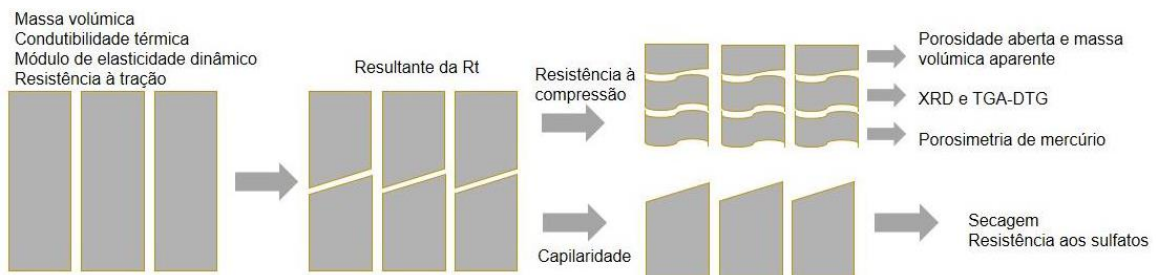 Massa volúmica
Condutibilidade térmica
Módulo de elasticidade dinâmico
Resistência à tração
Resultante da Rt
Resistência à
compressão
Porosidade aberta e massa
volúmica aparente
XRD e TGA-DTG
Porosimetria de mercúrio
Capilaridade
Secagem
Resistência aos sulfatos